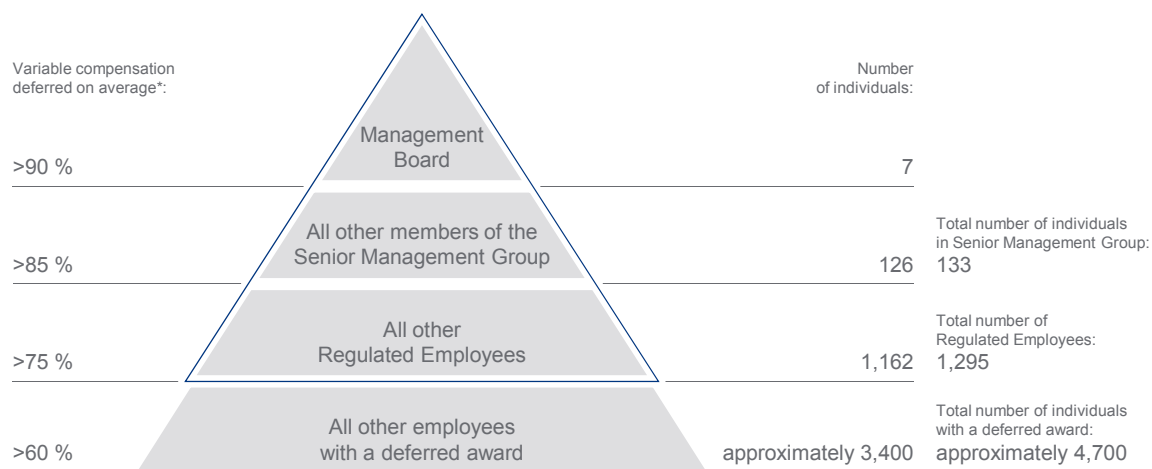 Variable compensation
deferred on average*:
Number
of individuals:
Management
Board
>90 %
7
All other members of the
Senior Management Group
>85 %
126
Total number of individuals
in Senior Management Group:
133
All other
Regulated Employees
>75 %
1,162
Total number of
Regulated Employees:
1,295
All other employees
with a deferred award
>60 %
approximately 3,400
Total number of individuals
with a deferred award:
approximately 4,700